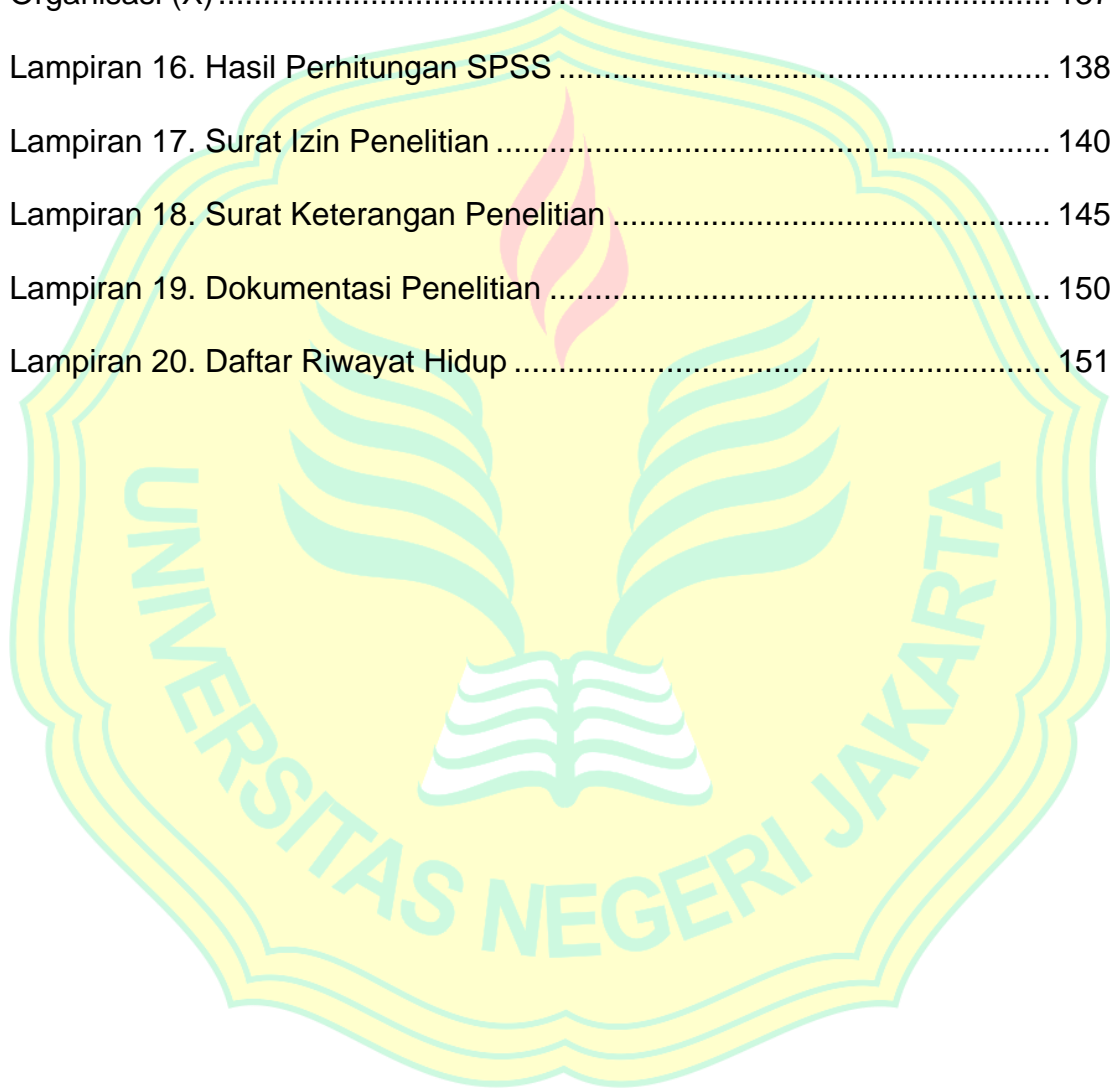 Organisasi (X)........................................................................................... 137
Lampiran 16. Hasil Perhitungan SPSS ...................................................... 138
Lampiran 17. Surat Izin Penelitian ............................................................. 140
Lampiran 18. Surat Keterangan Penelitian ................................................ 145
Lampiran 19. Dokumentasi Penelitian ....................................................... 150
Lampiran 20. Daftar Riwayat Hidup ........................................................... 151
UNIVERSITAS NEGERI JAKARTA